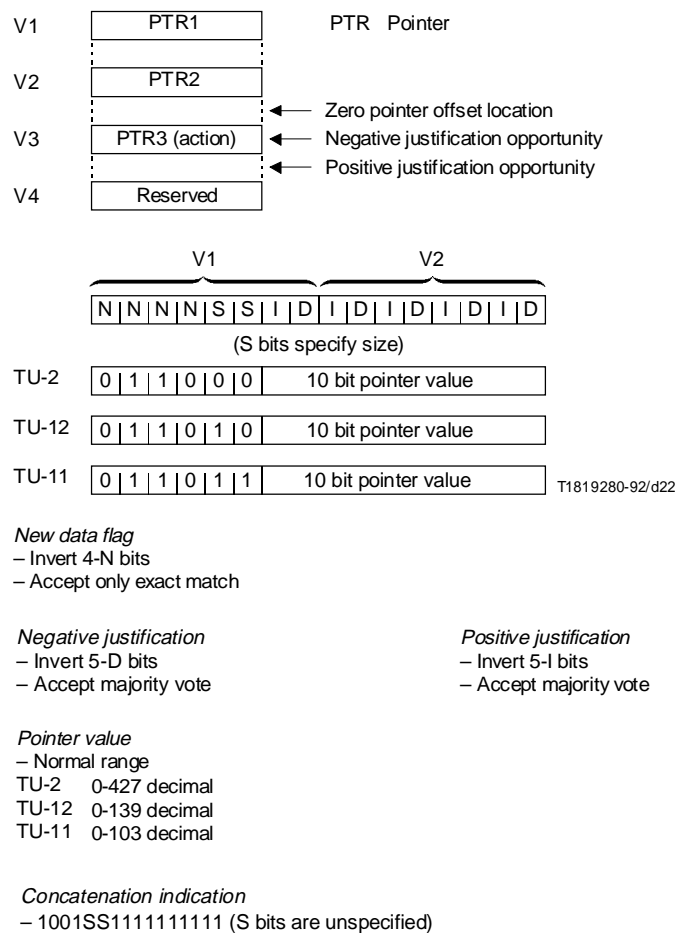 V1 PTR1 PTR Pointer
V2 PTR2
Zero pointer offset location
V3 PTR3 (action) Negative justification opportunity
Positive justification opportunity
V4 Reserved
V1 V2
N N N N S S I D I D I D I D I D
(S bits specify size)
TU-2 0 1 1 0 0 0 10 bit pointer value
TU-12 0 1 1 0 1 0 10 bit pointer value
TU-11 0 1 1 0 1 1 10 bit pointer value T1819280-92/d22
New data flag
– Invert 4-N bits
– Accept only exact match
Negative justification Positive justification
– Invert 5-D bits – Invert 5-I bits
– Accept majority vote – Accept majority vote
Pointer value
– Normal range
TU-2 0-427 decimal
TU-12 0-139 decimal
TU-11 0-103 decimal
Concatenation indication
– 1001SS1111111111 (S bits are unspecified)